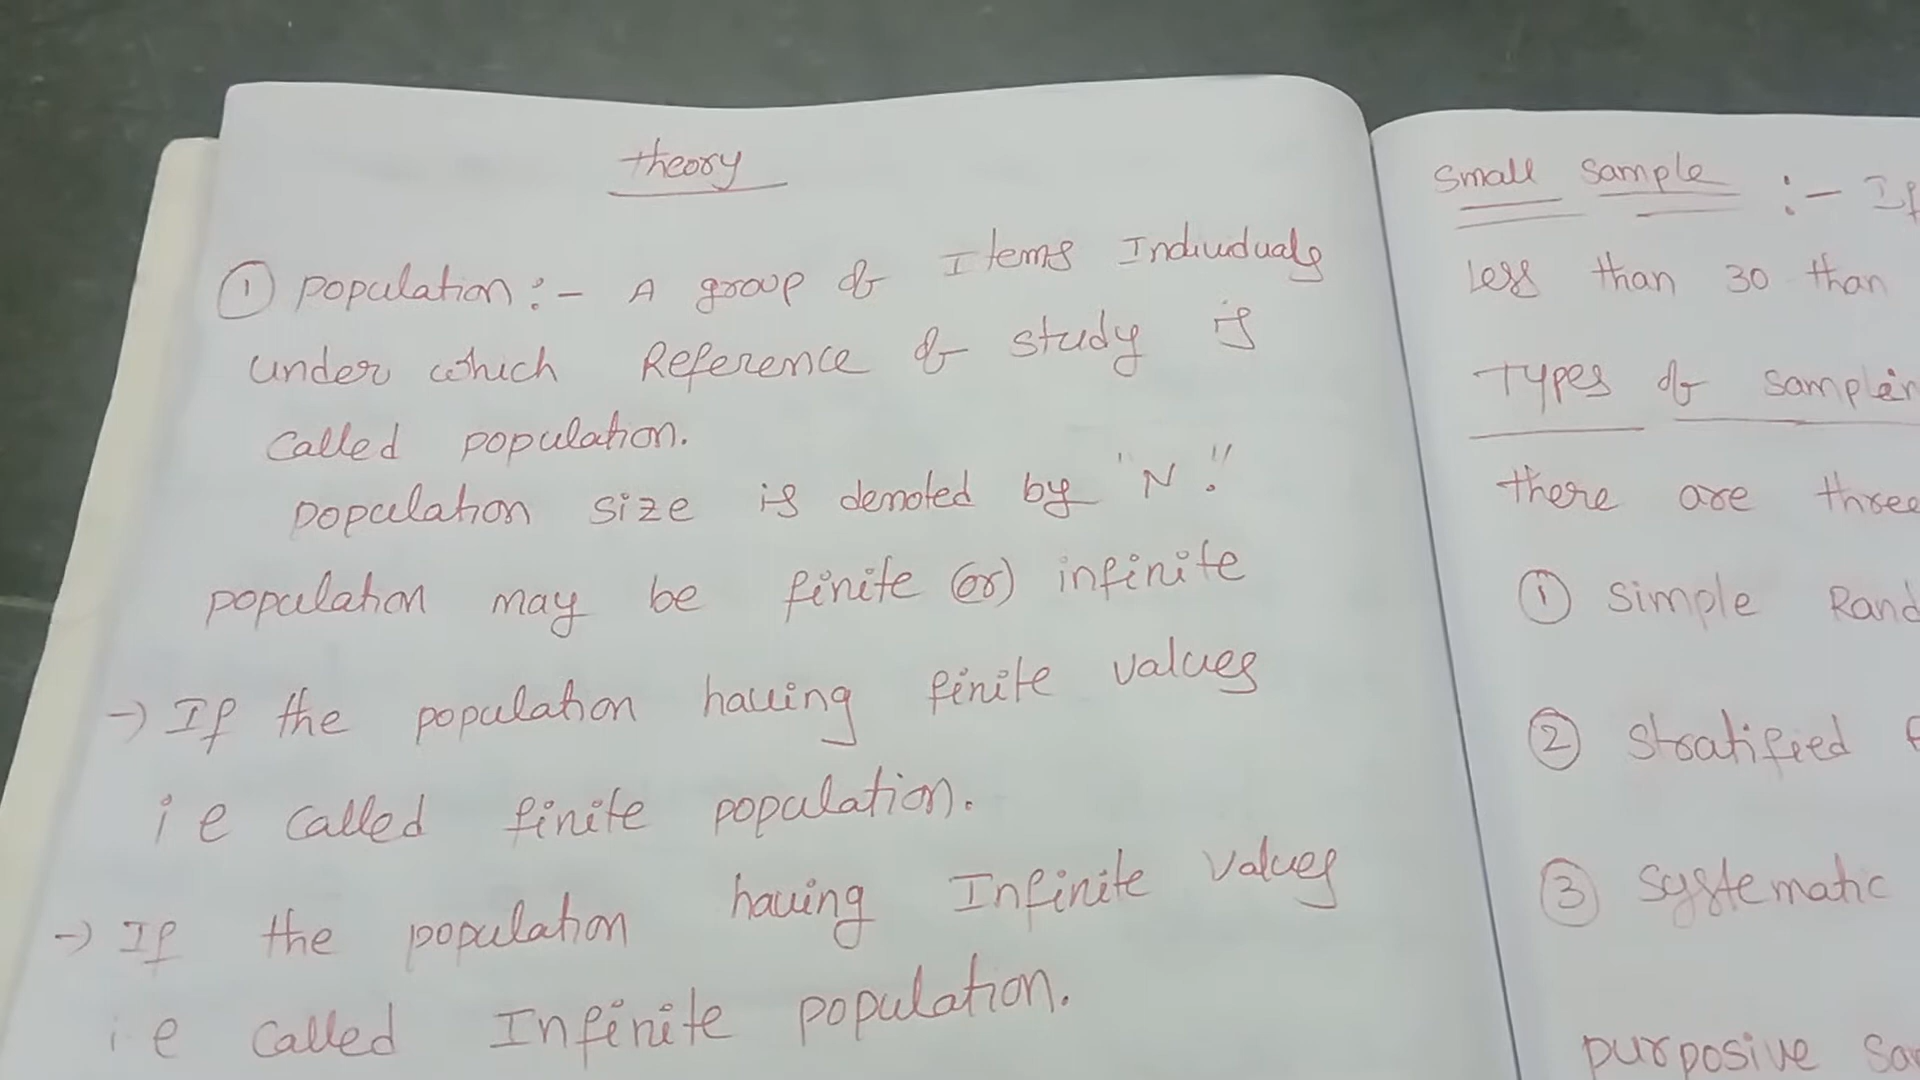 theory
① population :- A group of Items Individuals
under which Reference of study is
called population.
population size is denoted by "N."
population may be finite (or) infinite
→ If the population having finite values
i e called finite population.
→ If the population having Infinite values
i e called Infinite population.
Small Sample :- If
Less than 30 than
Types of
there are three
① Simple
② Stratified
③ Systematic
purposive